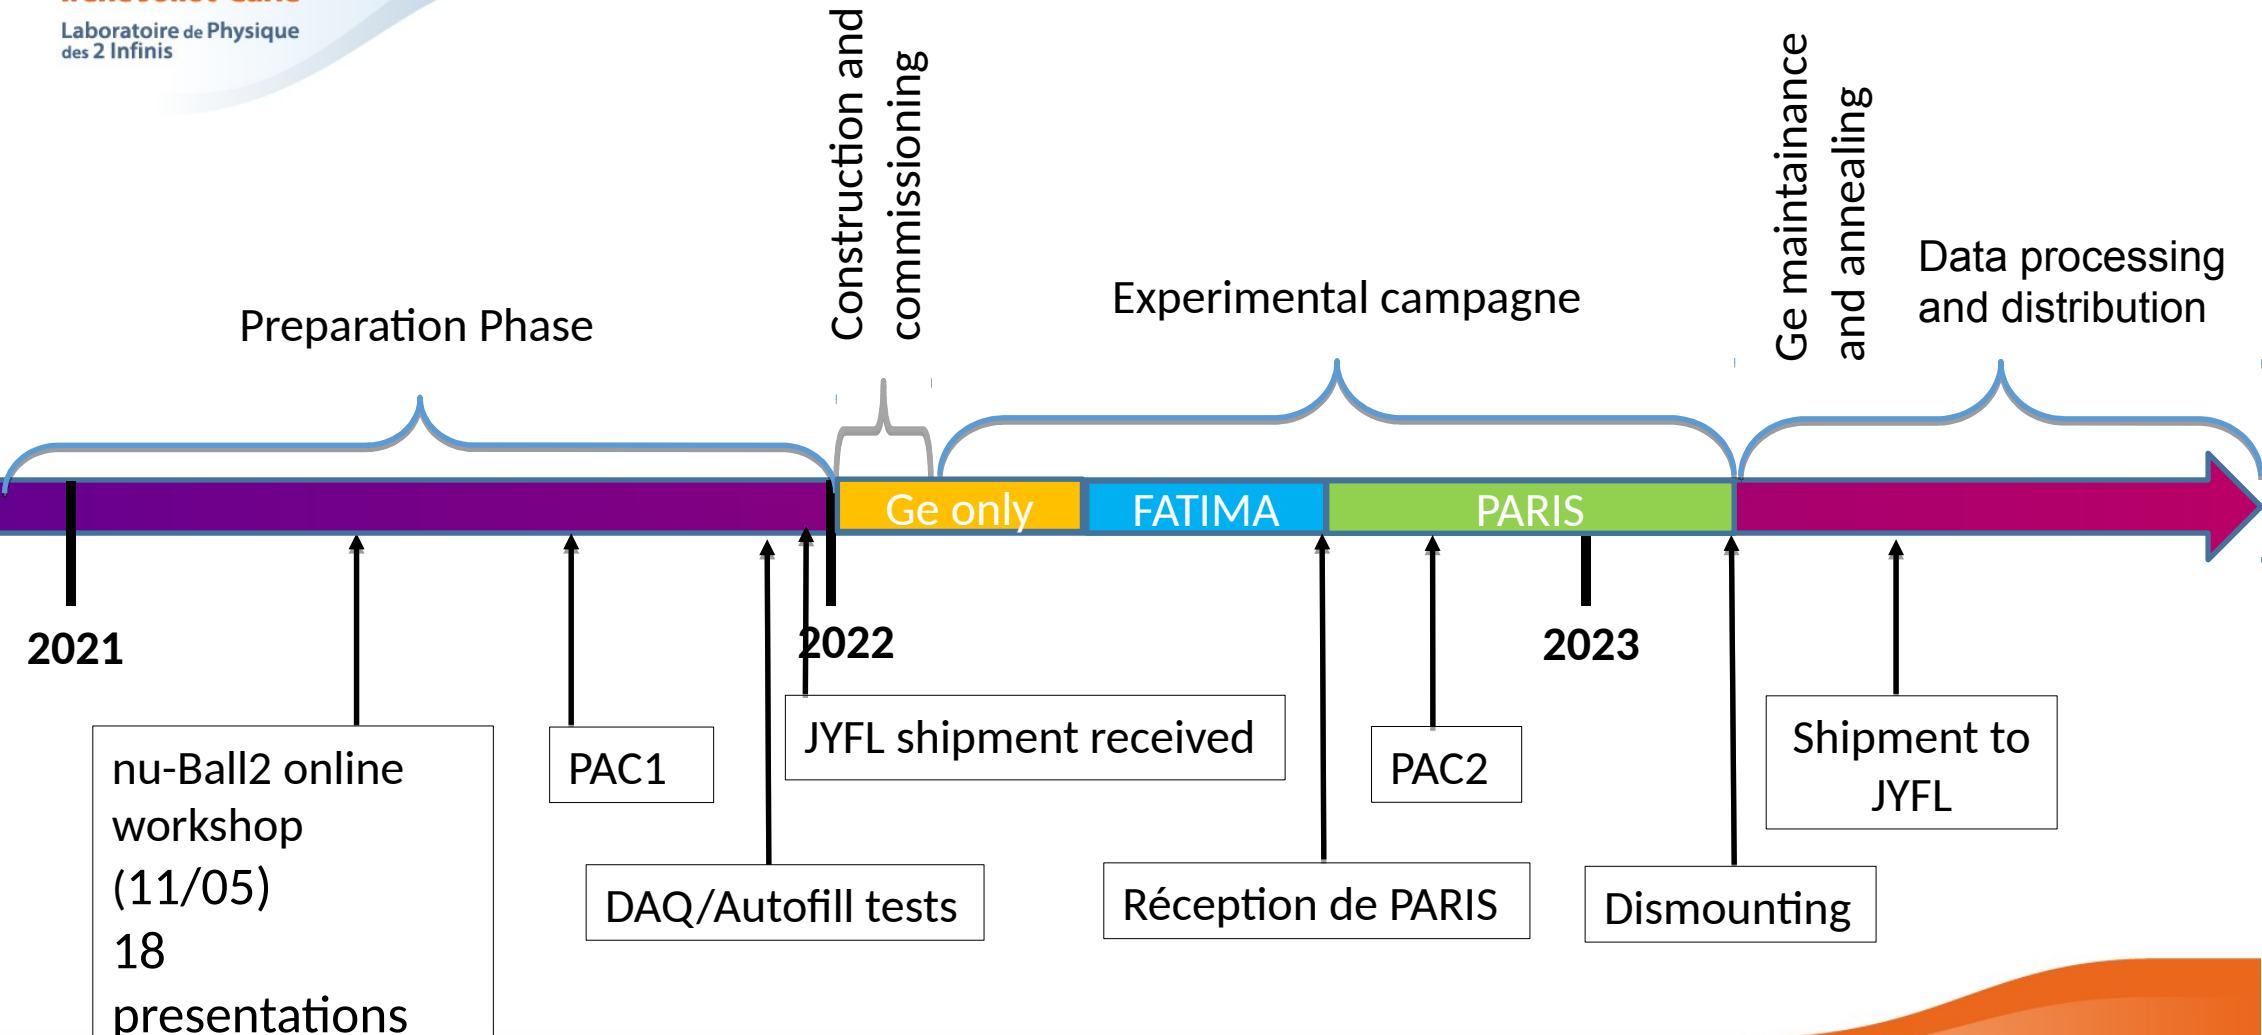 Laboratoire de Physique
des 2 Infinis
Construction and
commissioning
Ge maintainance
and annealing
Data processing
and distribution
Experimental campagne
Preparation Phase
Ge only
FATIMA
PARIS
2021
2022
2023
JYFL shipment received
Shipment to
JYFL
nu-Ball2 online
workshop
(11/05)
18
presentations
PAC1
PAC2
DAQ/Autofill tests
Réception de PARIS
Dismounting